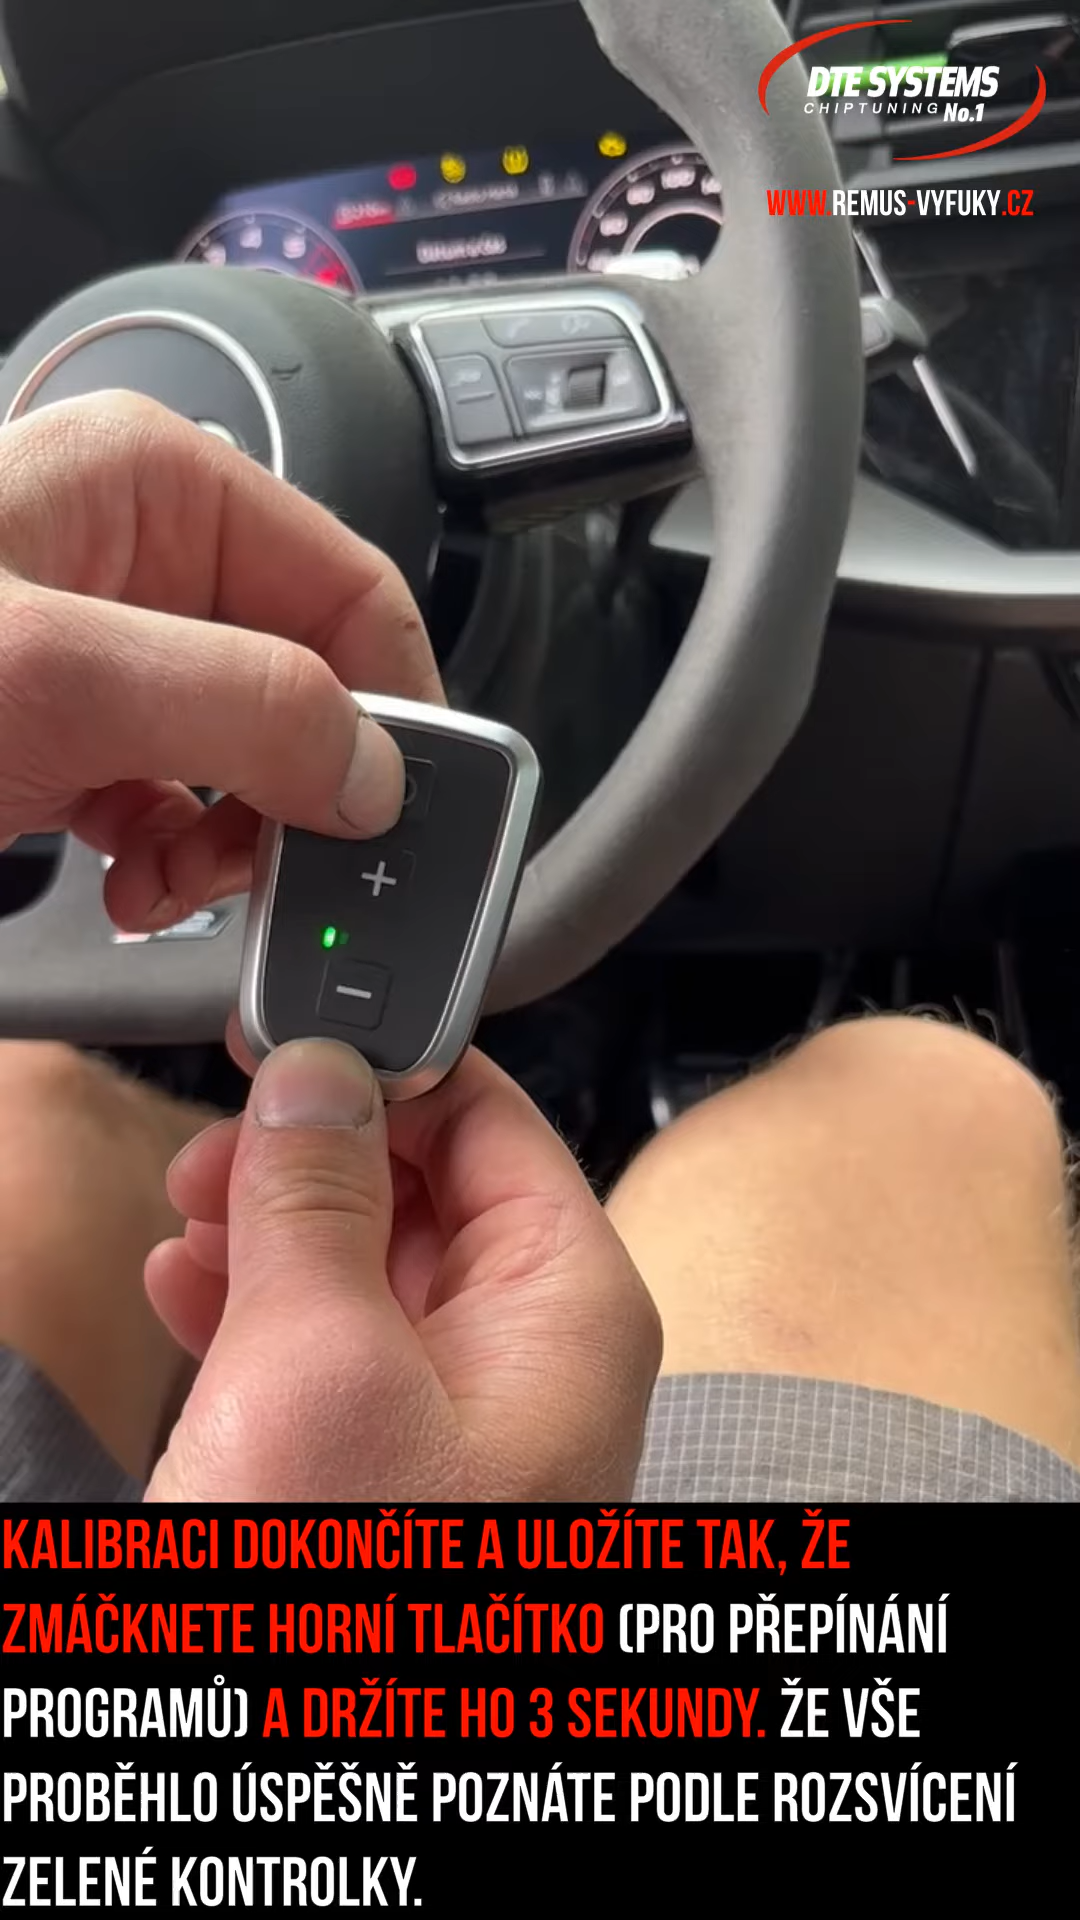 DTE SYSTEMS
CHIPTUNING No.1
WWW.REMUS-VYFUKY.CZ
+
−
KALIBRACI DOKONČÍTE A ULOŽÍTE TAK, ŽE
ZMÁČKNETE HORNÍ TLAČÍTKO (PRO PŘEPÍNÁNÍ
PROGRAMŮ) A DRŽÍTE HO 3 SEKUNDY. ŽE VŠE
PROBĚHLO ÚSPĚŠNĚ POZNÁTE PODLE ROZSVÍCENÍ
ZELENÉ KONTROLKY.